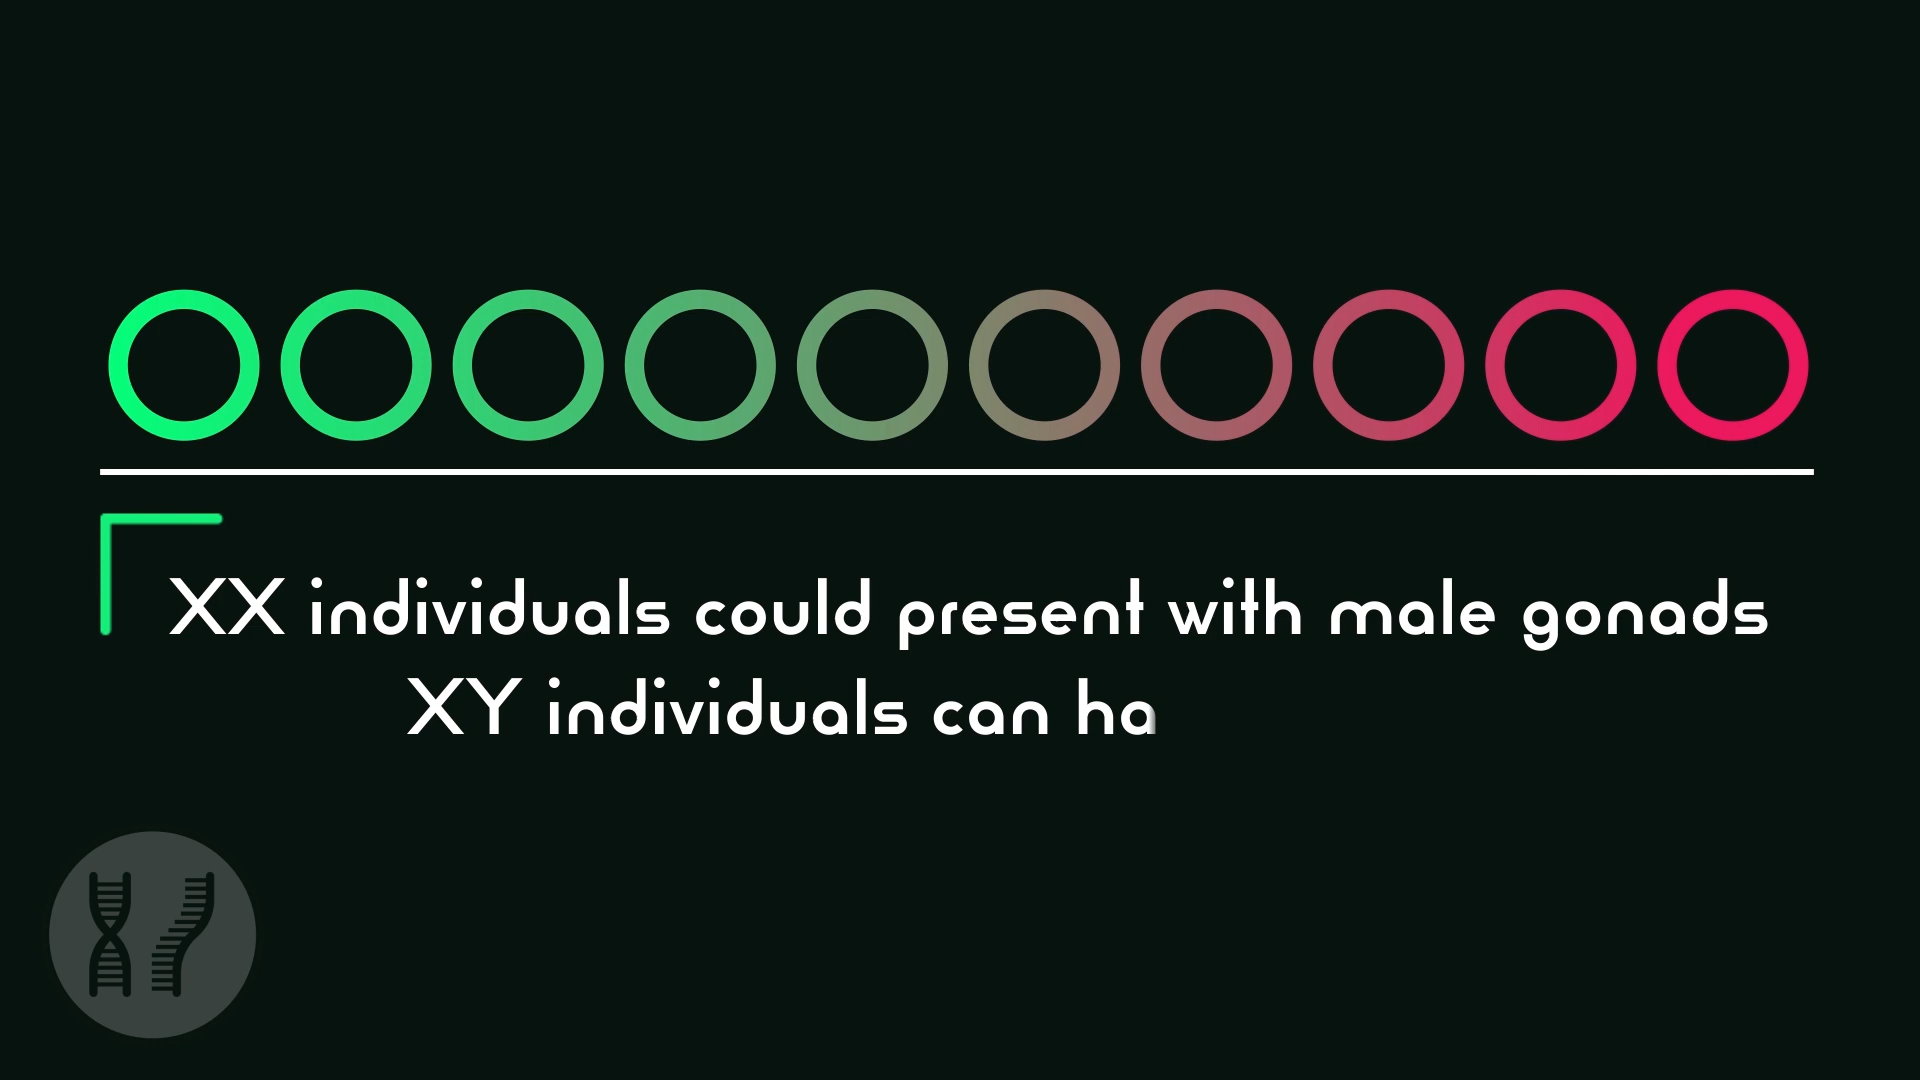 XX individuals could present with male gonads
XY individuals can ha